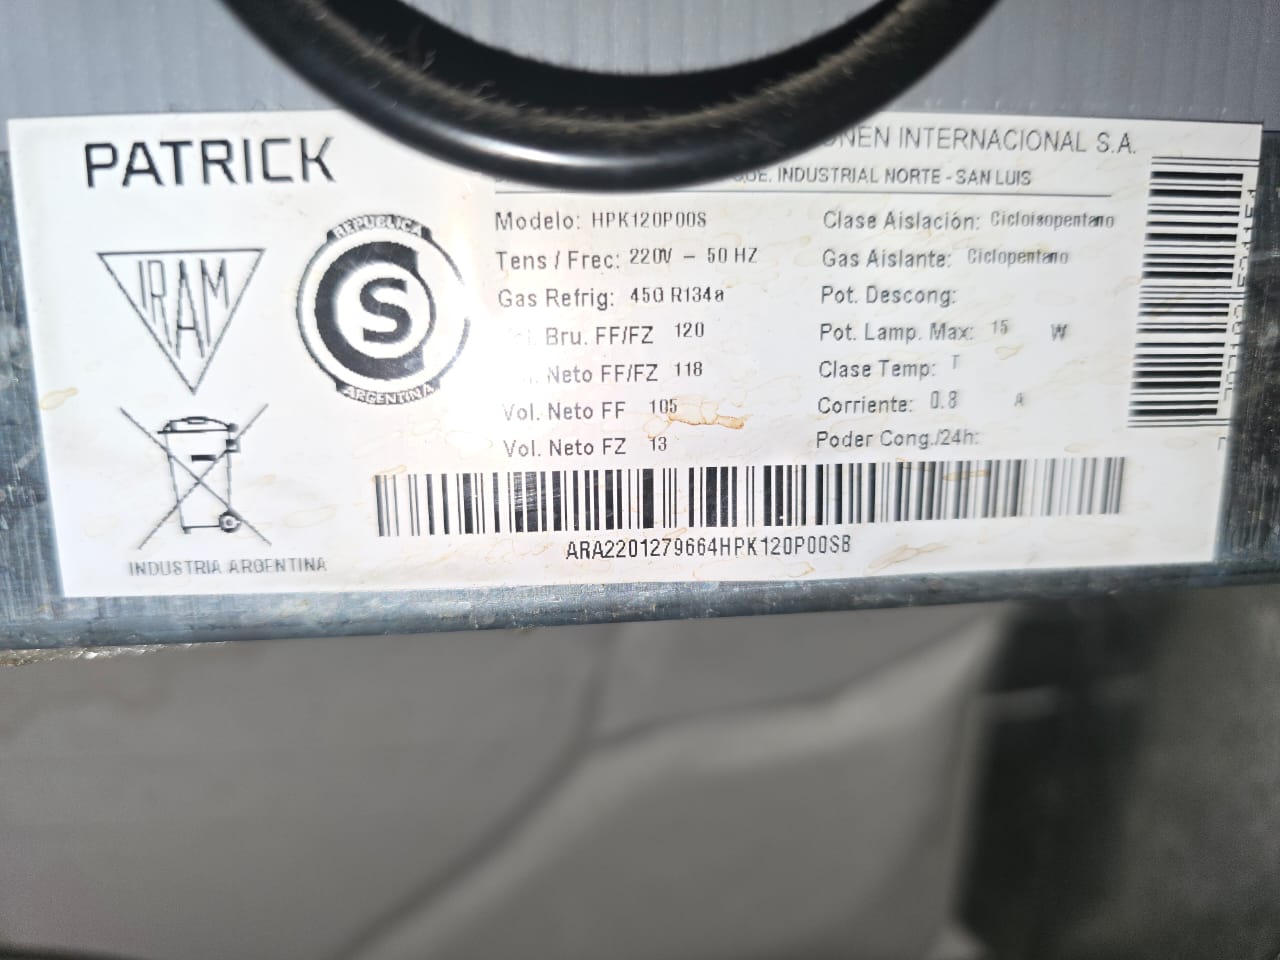 PATRICK
INTERNACIONAL S.A.
INDUSTRIAL NORTE - SAN LUIS
REPUBLICA
S
ARGENTINA
IRAM
Modelo: HPK120P00S
Tens / Frec: 220V - 50 HZ
Gas Refrig: 45G R134a
Bru. FF/FZ 120
Neto FF/FZ 118
Vol. Neto FF 105
Vol. Neto FZ 13
Clase Aislación: Cicloisopentano
Gas Aislante: Ciclopentano
Pot. Descong:
Pot. Lamp. Max: 15 W
Clase Temp: T
Corriente: 0.8 A
Poder Cong./24h:
ARA2201279664HPK120P00SB
INDUSTRIA ARGENTINA